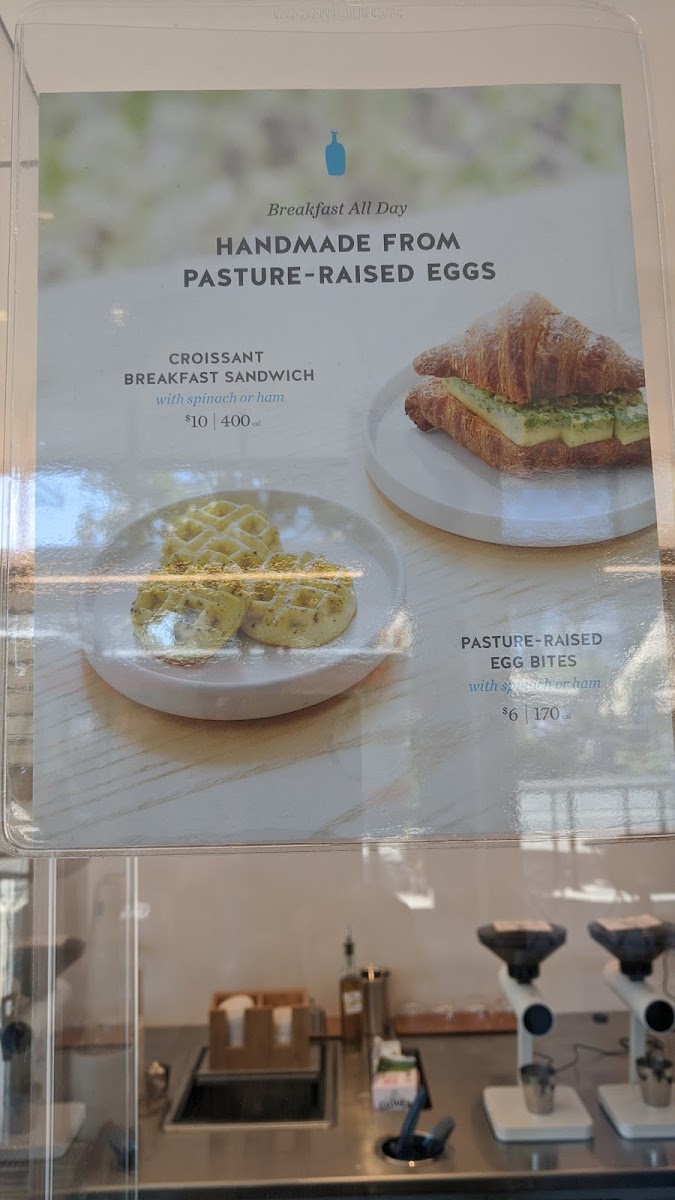 Breakfast All Day
HANDMADE FROM
PASTURE-RAISED EGGS
CROISSANT
BREAKFAST SANDWICH
with spinach or ham
$10 | 400 cal
PASTURE-RAISED
EGG BITES
with spinach or ham
$6 | 170 cal